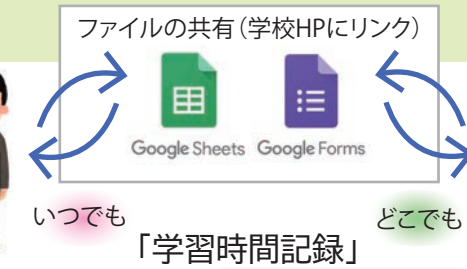 ファイルの共有(学校HPにリンク)
Google Sheets Google Forms
いつでも
どこでも
「学習時間記録」